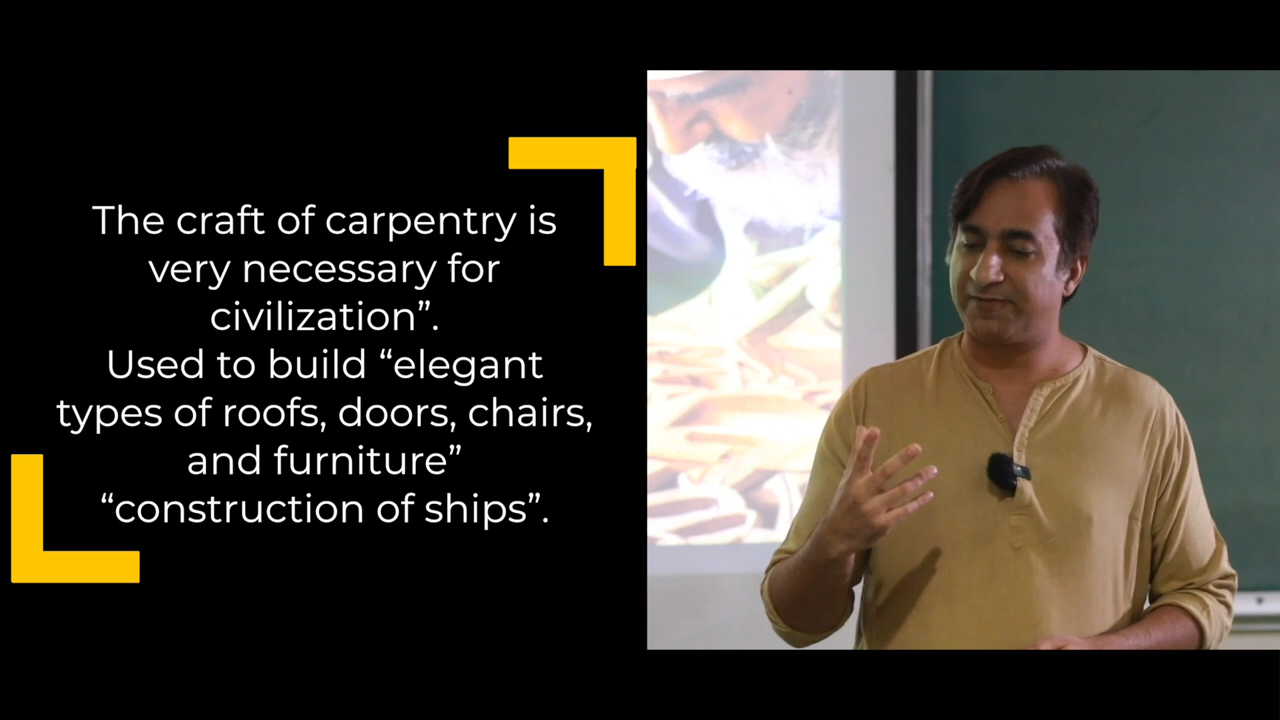 The craft of carpentry is
very necessary for
civilization”.
Used to build “elegant
types of roofs, doors, chairs,
and furniture”
“construction of ships”.